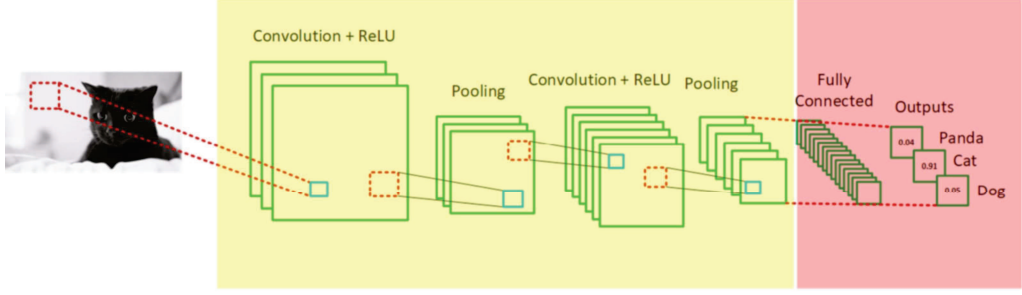 Convolution + ReLU
Pooling
Convolution + ReLU
Pooling
Fully
Connected
Outputs
0.04
Panda
0.91
Cat
0.05
Dog